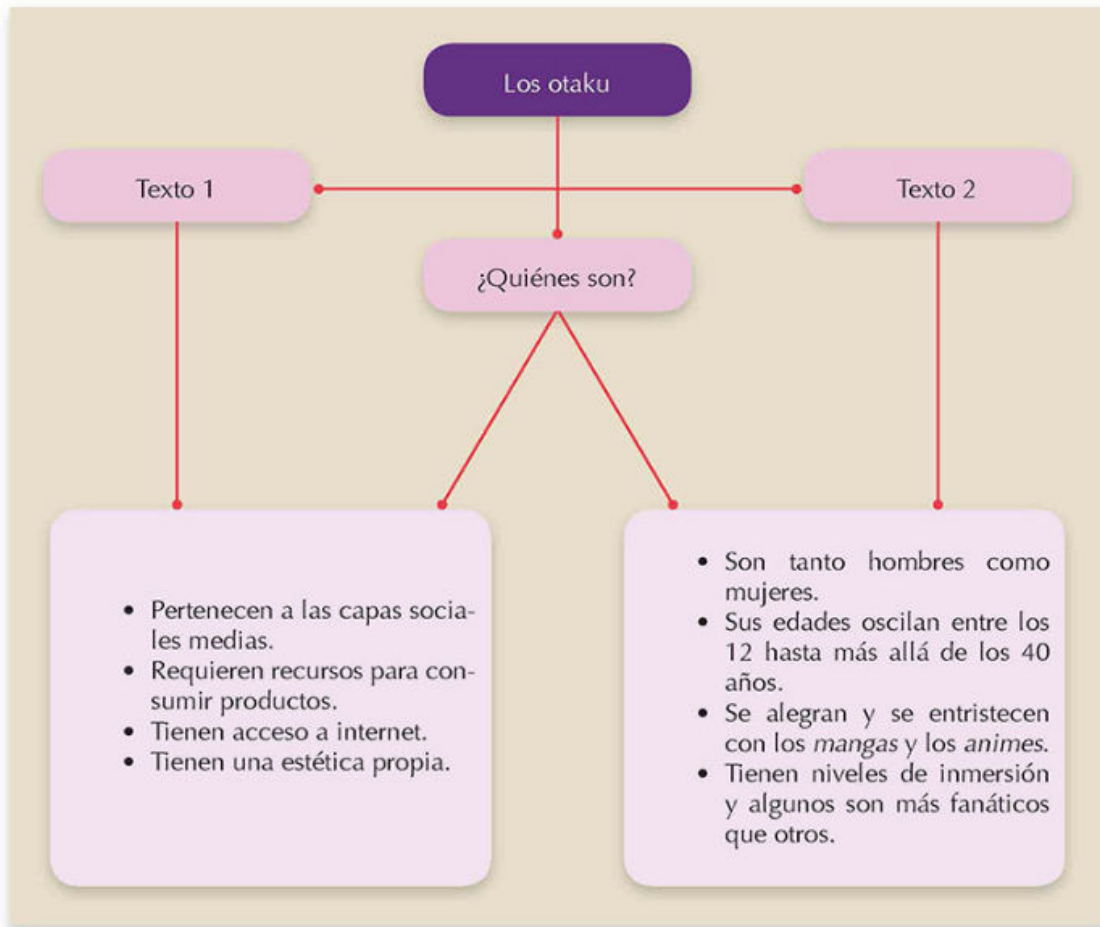 Los otaku
Texto 1
Texto 2
¿Quiénes son?
• Pertenecen a las capas socia-
les medias.
• Requieren recursos para con-
sumir productos.
• Tienen acceso a internet.
• Tienen una estética propia.
• Son tanto hombres como
mujeres.
• Sus edades oscilan entre los
12 hasta más allá de los 40
años.
• Se alegran y se entristecen
con los mangas y los animes.
• Tienen niveles de inmersión
y algunos son más fanáticos
que otros.